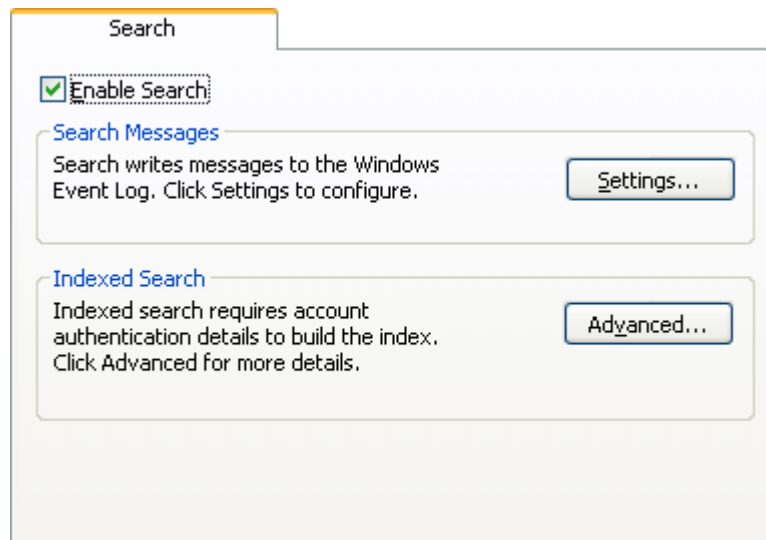 Search
Enable Search
Search Messages
Search writes messages to the Windows
Event Log. Click Settings to configure.
Settings...
Indexed Search
Indexed search requires account
authentication details to build the index.
Click Advanced for more details.
Advanced...